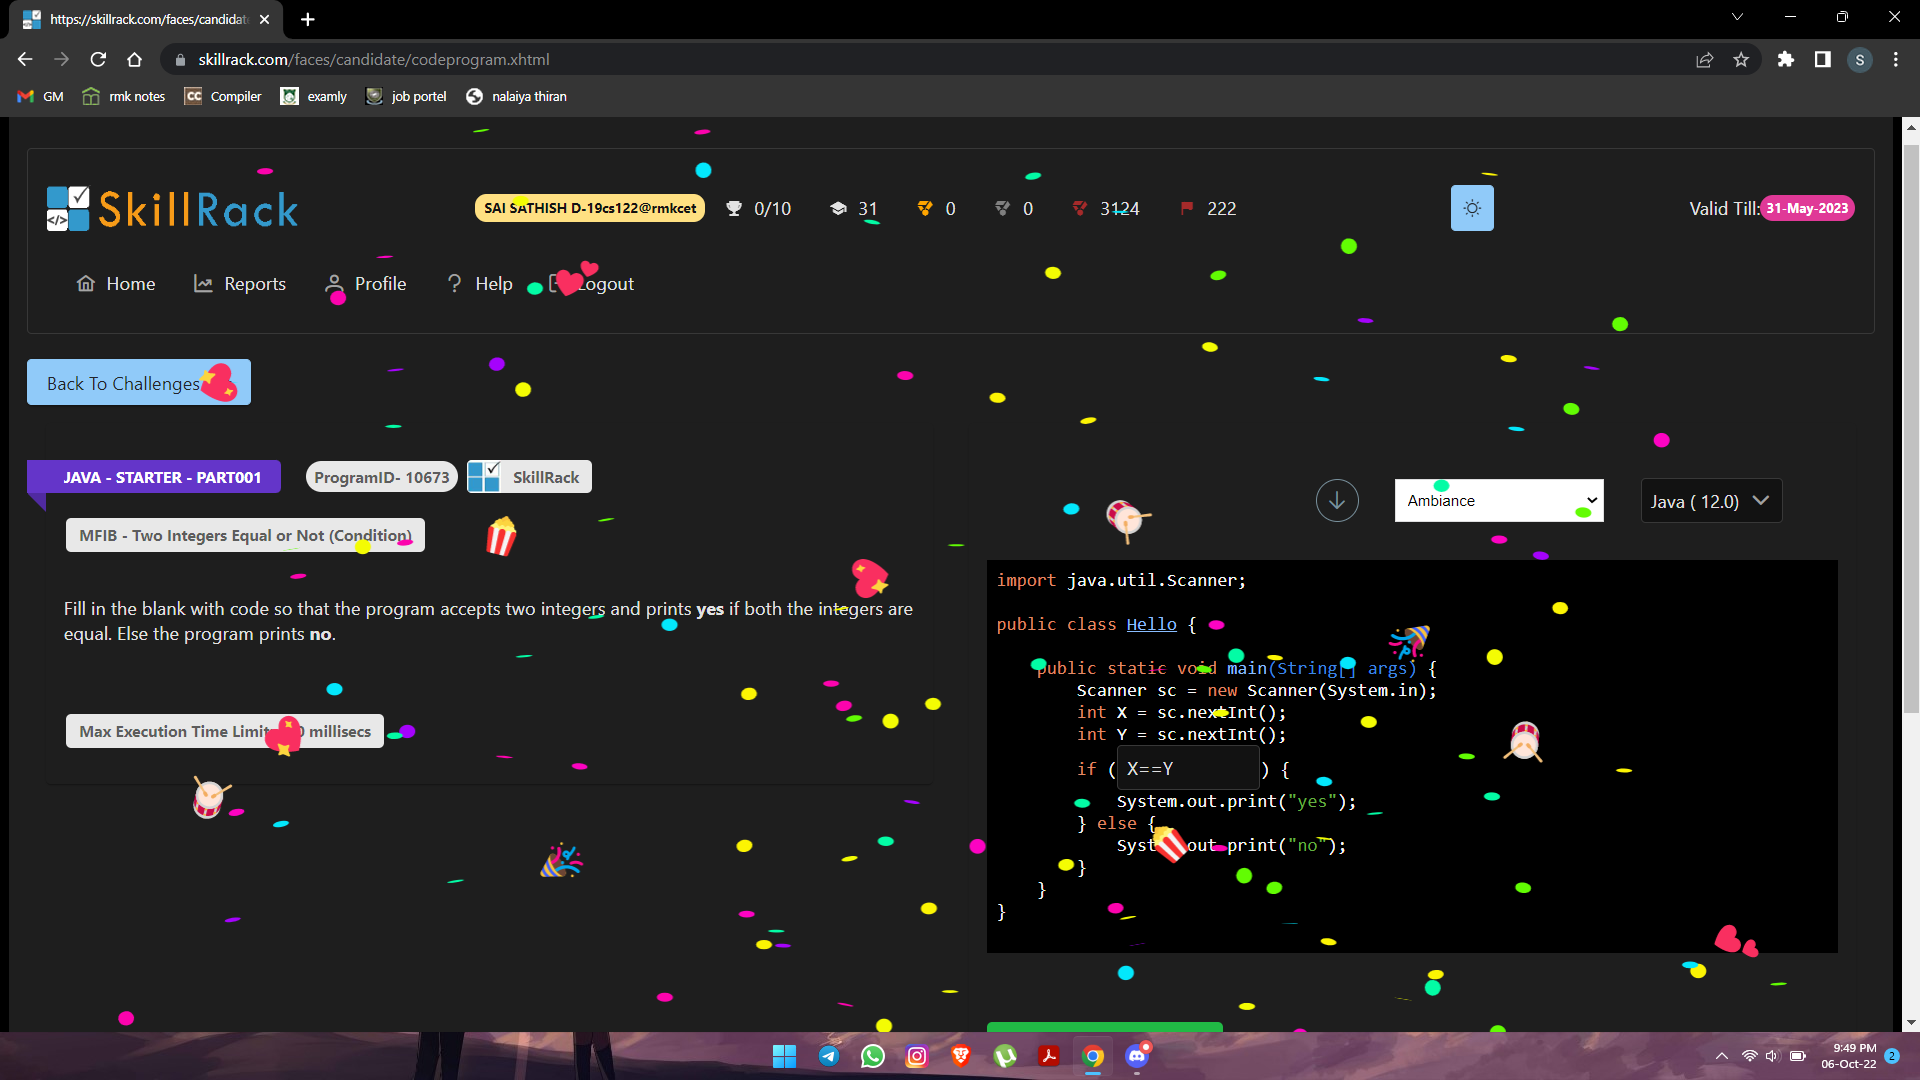 https://skillrack.com/faces/candidat
skillrack.com/faces/candidate/codeprogram.xhtml
S
GM
rmk notes
CC Compiler
examly
job portel
nalaiya thiran
SkillRack
SAI SATHISH D-19cs122@rmkcet
0/10
31
0
0
3124
222
Valid Till: 31-May-2023
Home
Reports
Profile
Help
Logout
Back To Challenges
JAVA - STARTER - PART001
ProgramID- 10673
SkillRack
Ambiance
Java ( 12.0)
MFIB - Two Integers Equal or Not (Condition)
Fill in the blank with code so that the program accepts two integers and prints yes if both the integers are
equal. Else the program prints no.
Max Execution Time Limit 0 millisecs
import java.util.Scanner;
public class Hello {
public static void main(String[] args) {
Scanner sc = new Scanner(System.in);
int X = sc.nextInt();
int Y = sc.nextInt();
if ( X==Y ) {
System.out.print("yes");
} else {
System.out.print("no");
}
}
}
9:49 PM
06-Oct-22
2